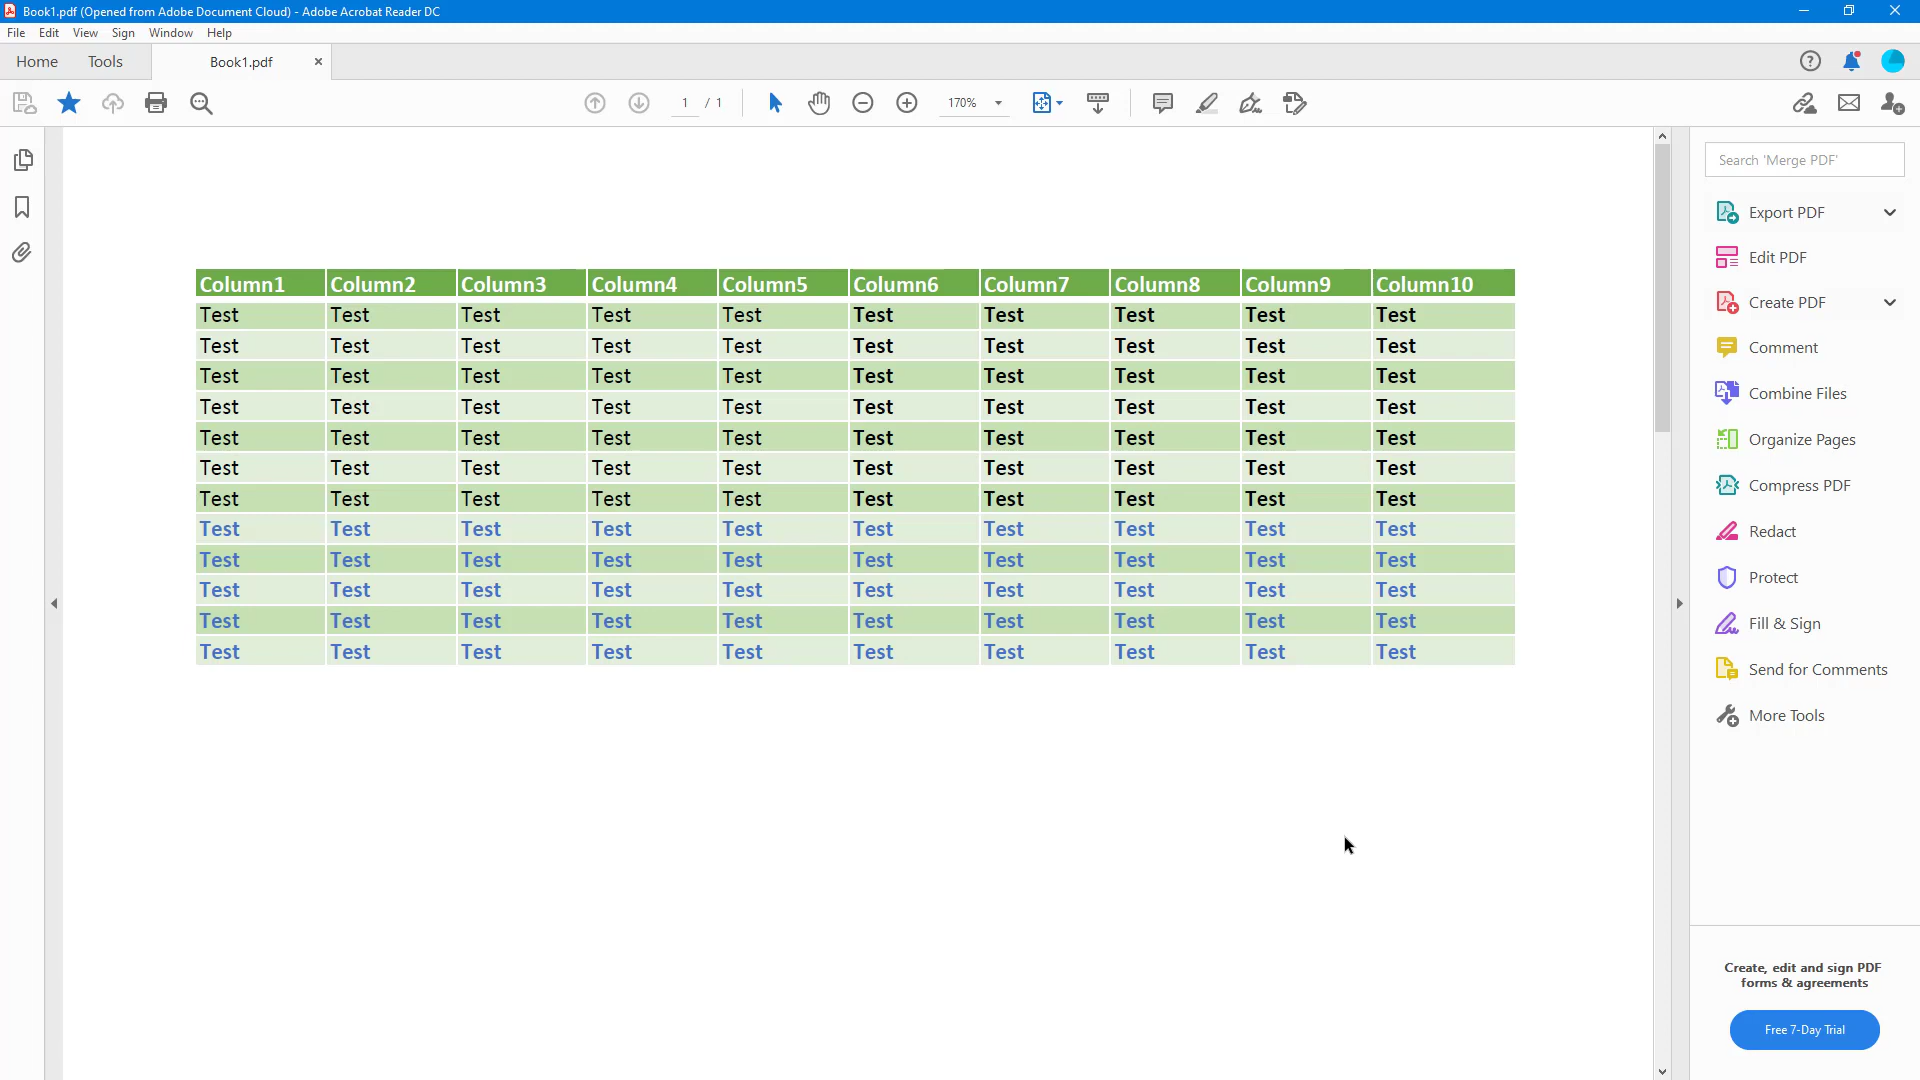 Book1.pdf (Opened from Adobe Document Cloud) - Adobe Acrobat Reader DC
File Edit View Sign Window Help
Home Tools Book1.pdf
1 / 1 170%
Search 'Merge PDF'
Column1 Column2 Column3 Column4 Column5 Column6 Column7 Column8 Column9 Column10
Test Test Test Test Test Test Test Test Test Test
Test Test Test Test Test Test Test Test Test Test
Test Test Test Test Test Test Test Test Test Test
Test Test Test Test Test Test Test Test Test Test
Test Test Test Test Test Test Test Test Test Test
Test Test Test Test Test Test Test Test Test Test
Test Test Test Test Test Test Test Test Test Test
Test Test Test Test Test Test Test Test Test Test
Test Test Test Test Test Test Test Test Test Test
Test Test Test Test Test Test Test Test Test Test
Test Test Test Test Test Test Test Test Test Test
Test Test Test Test Test Test Test Test Test Test
Export PDF
Edit PDF
Create PDF
Comment
Combine Files
Organize Pages
Compress PDF
Redact
Protect
Fill & Sign
Send for Comments
More Tools
Create, edit and sign PDF
forms & agreements
Free 7-Day Trial